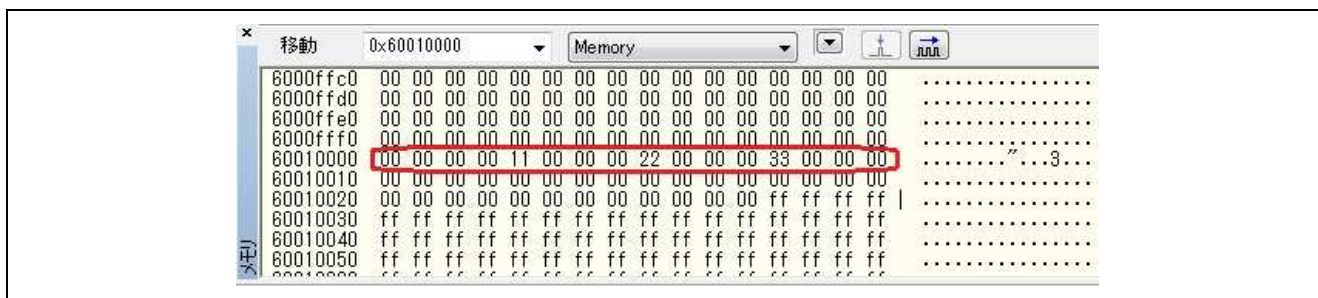 × 移動 0x60010000 Memory
6000ffc0 00 00 00 00 00 00 00 00 00 00 00 00 00 00 00 00 ................
6000ffd0 00 00 00 00 00 00 00 00 00 00 00 00 00 00 00 00 ................
6000ffe0 00 00 00 00 00 00 00 00 00 00 00 00 00 00 00 00 ................
6000fff0 00 00 00 00 00 00 00 00 00 00 00 00 00 00 00 00 ................
60010000 00 00 00 00 11 00 00 00 22 00 00 00 33 00 00 00 ........"...3...
60010010 00 00 00 00 00 00 00 00 00 00 00 00 00 00 00 00 ................
60010020 00 00 00 00 00 00 00 00 00 00 00 00 ff ff ff ff ................
60010030 ff ff ff ff ff ff ff ff ff ff ff ff ff ff ff ff ................
60010040 ff ff ff ff ff ff ff ff ff ff ff ff ff ff ff ff ................
60010050 ff ff ff ff ff ff ff ff ff ff ff ff ff ff ff ff ................
メモリ